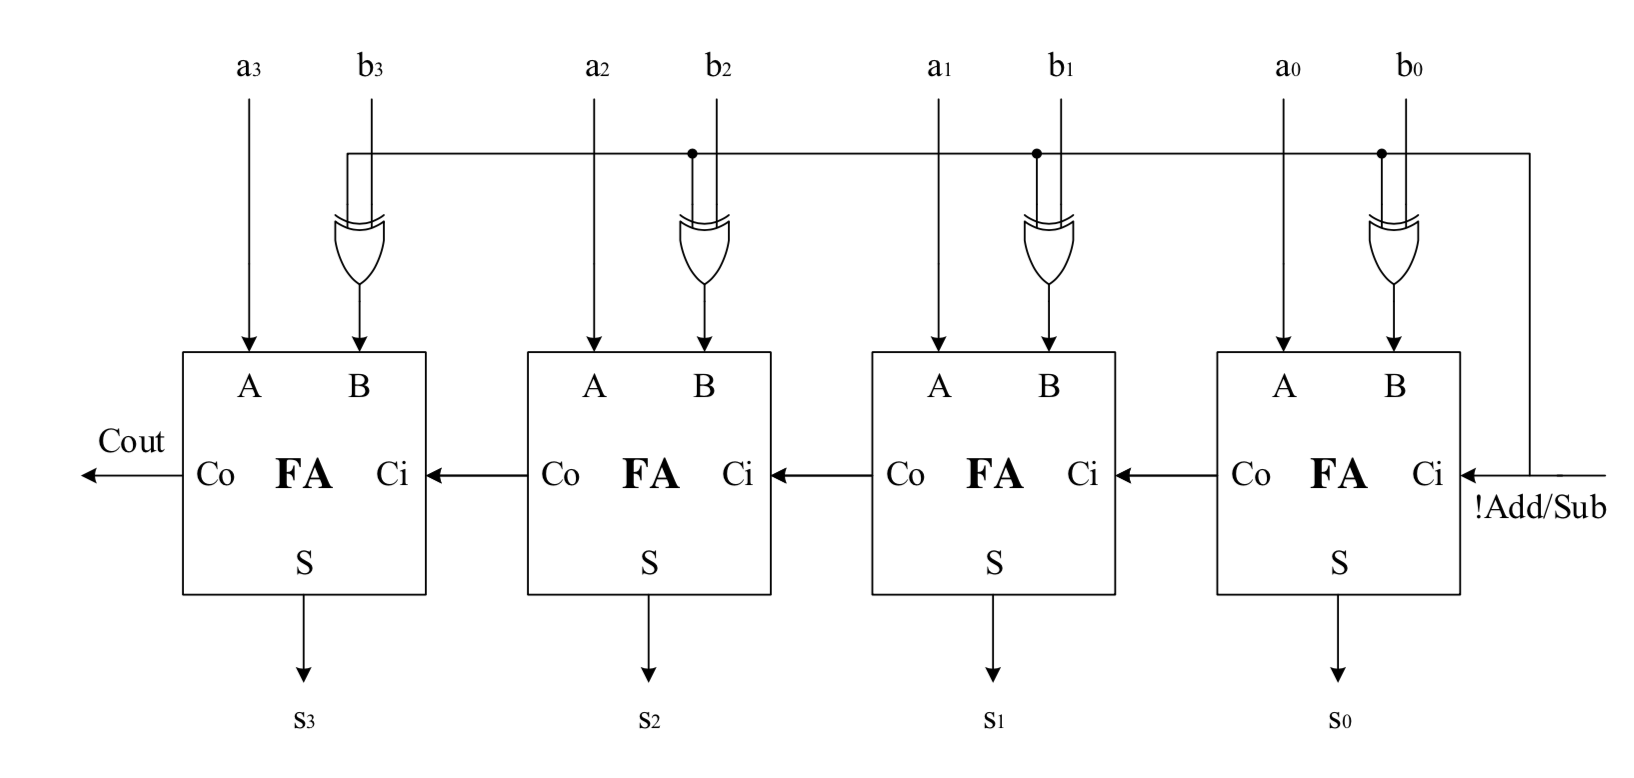 a3 b3 a2 b2 a1 b1 a0 b0
A B A B A B A B
Cout
Co FA Ci Co FA Ci Co FA Ci Co FA Ci
!Add/Sub
S S S S
s3 s2 s1 s0